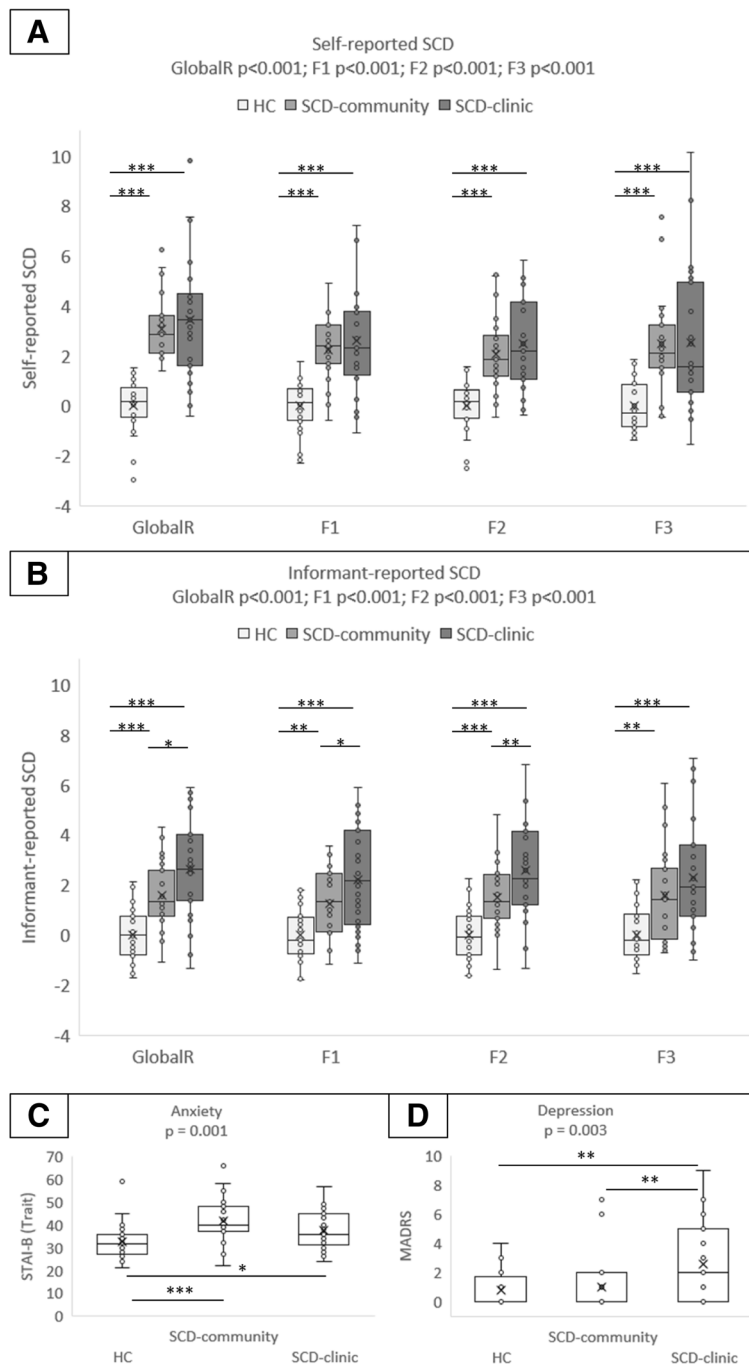 A
Self-reported SCD
GlobalR p<0.001; F1 p<0.001; F2 p<0.001; F3 p<0.001
HC SCD-community SCD-clinic
Self-reported SCD
10
8
6
4
2
0
-2
-4
*** *** *** ***
*** *** *** ***
GlobalR F1 F2 F3
B
Informant-reported SCD
GlobalR p<0.001; F1 p<0.001; F2 p<0.001; F3 p<0.001
HC SCD-community SCD-clinic
Informant-reported SCD
10
8
6
4
2
0
-2
-4
*** *** *** ***
*** ** *** **
* * **
GlobalR F1 F2 F3
C
Anxiety
p = 0.001
STAI-B (Trait)
70
60
50
40
30
20
10
0
*
***
SCD-community
HC SCD-clinic
D
Depression
p = 0.003
MADRS
10
8
6
4
2
0
**
**
SCD-community
HC SCD-clinic